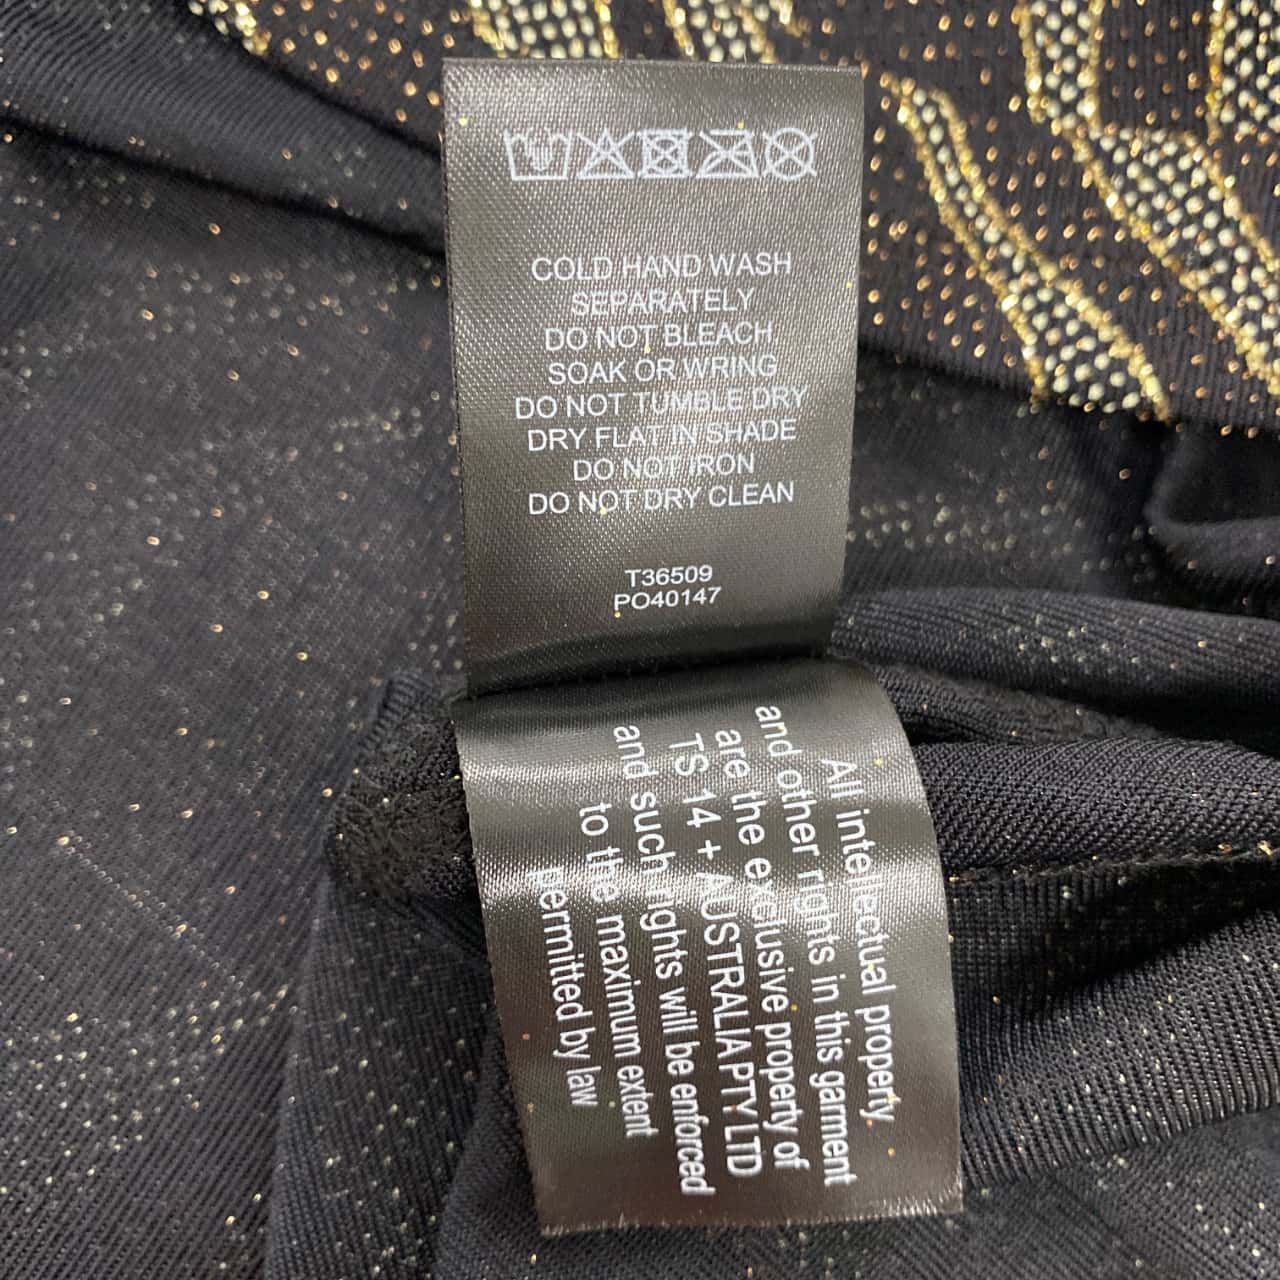 COLD HAND WASH
SEPARATELY
DO NOT BLEACH
SOAK OR WRING
DO NOT TUMBLE DRY
DRY FLAT IN SHADE
DO NOT IRON
DO NOT DRY CLEAN
T36509
PO40147
All intellectual property
and other rights in this garment
are the exclusive property of
TS 14 + AUSTRALIA PTY LTD
and such rights will be enforced
to the maximum extent
permitted by law